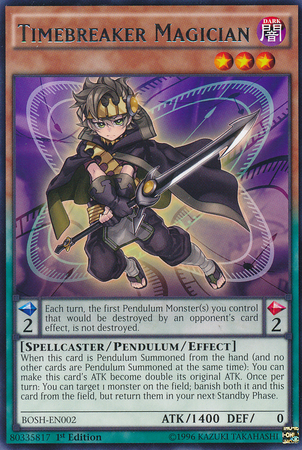 TIMEBREAKER MAGICIAN
DARK
闇
Each turn, the first Pendulum Monster(s) you control
that would be destroyed by an opponent's card
effect, is not destroyed.
2
2
[SPELLCASTER/PENDULUM/EFFECT]
When this card is Pendulum Summoned from the hand (and no
other cards are Pendulum Summoned at the same time): You can
make this card's ATK become double its original ATK. Once per
turn: You can target 1 monster on the field; banish both it and this
card from the field, but return them in your next Standby Phase.
BOSH-EN002
ATK/1400 DEF/ 0
80335817 1st Edition
©1996 KAZUKI TAKAHASHI